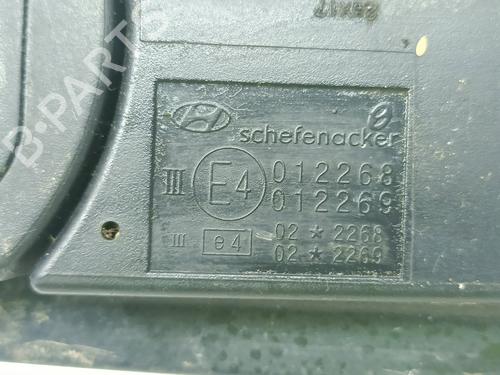 schefenacker
III E4 012268
012269
III e4 02 * 2268
02 * 2269
B-PARTS